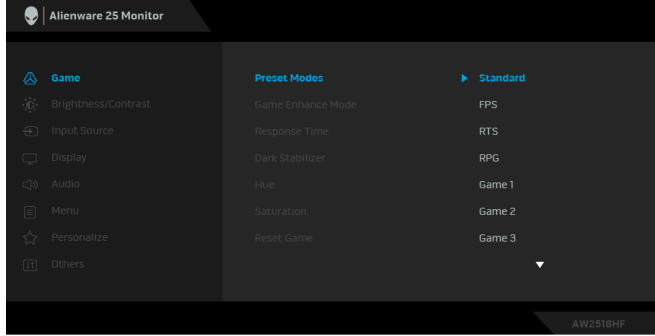 Alienware 25 Monitor
Game Preset Modes Standard
Brightness/Contrast Game Enhance Mode FPS
Input Source Response Time RTS
Display Dark Stabilizer RPG
Audio Hue Game 1
Menu Saturation Game 2
Personalize Reset Game Game 3
Others
AW2518HF